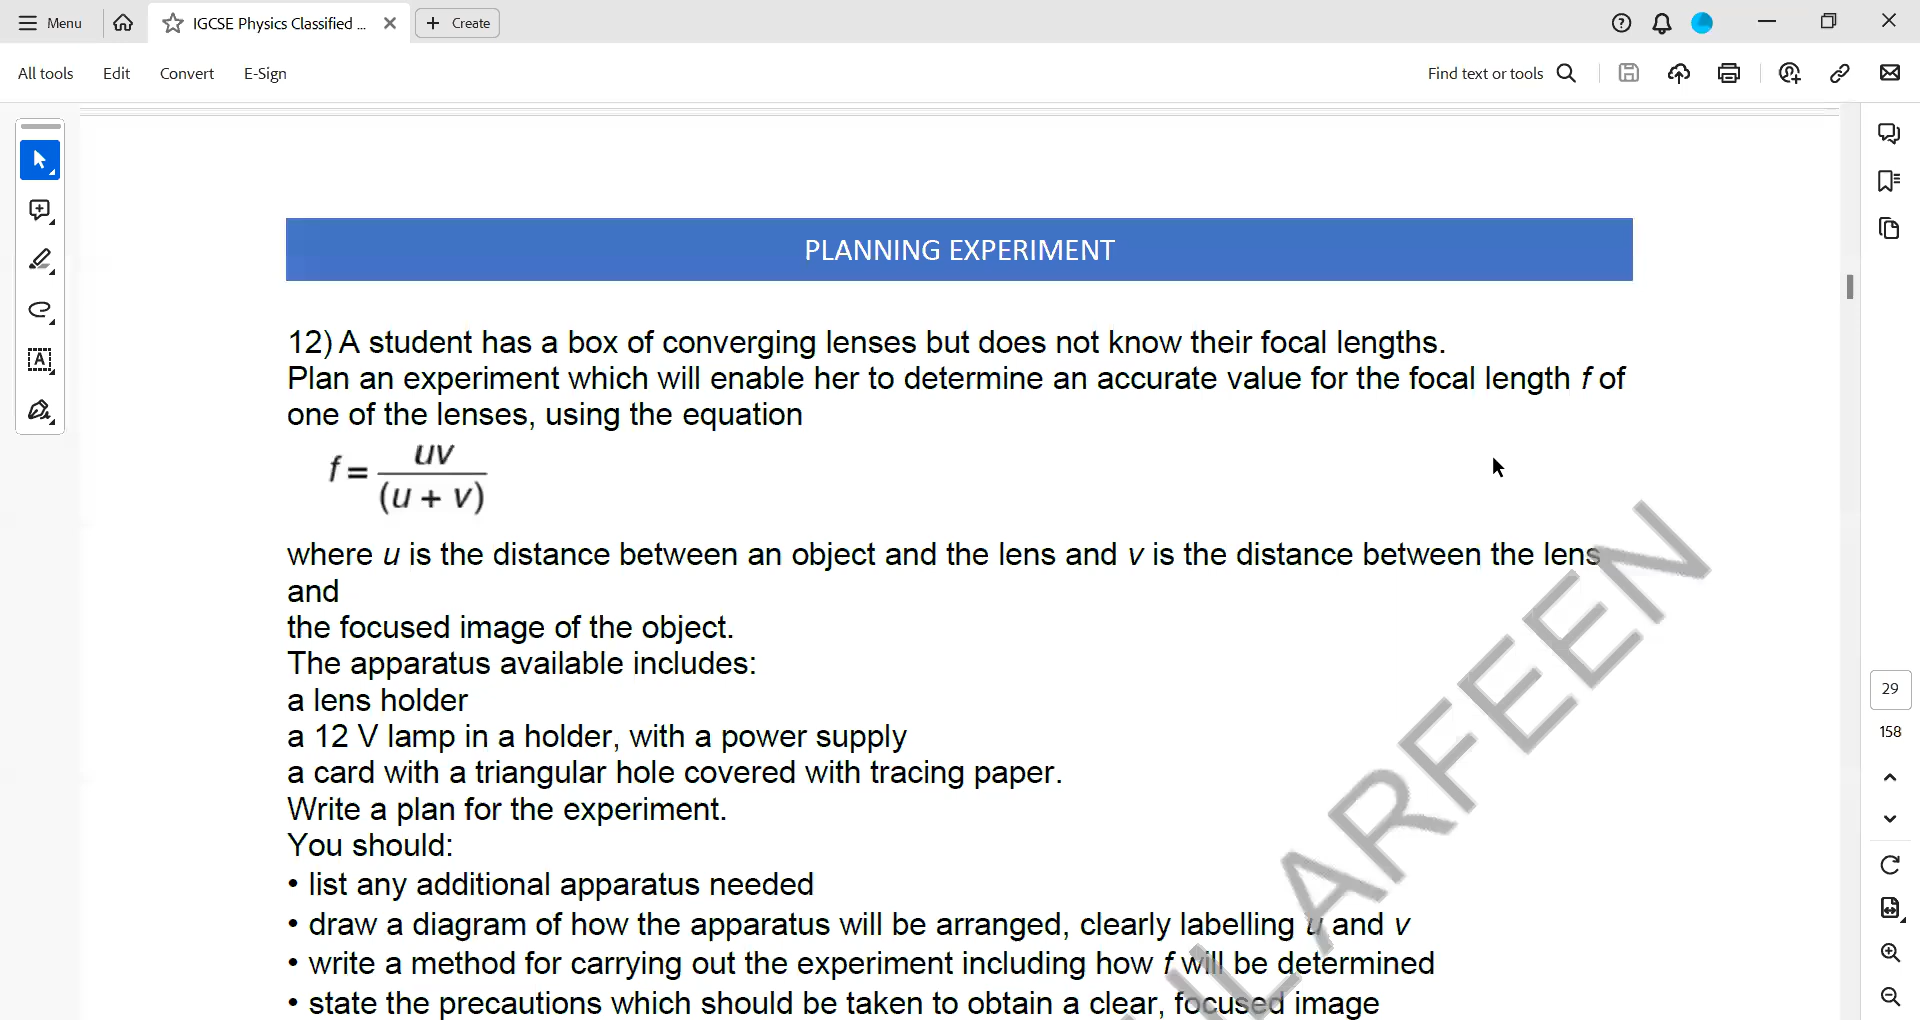 Menu
IGCSE Physics Classified ...
Create
All tools
Edit
Convert
E-Sign
Find text or tools
PLANNING EXPERIMENT
12) A student has a box of converging lenses but does not know their focal lengths.
Plan an experiment which will enable her to determine an accurate value for the focal length f of
one of the lenses, using the equation
f = uv / (u + v)
where u is the distance between an object and the lens and v is the distance between the lens
and
the focused image of the object.
The apparatus available includes:
a lens holder
a 12 V lamp in a holder, with a power supply
a card with a triangular hole covered with tracing paper.
Write a plan for the experiment.
You should:
• list any additional apparatus needed
• draw a diagram of how the apparatus will be arranged, clearly labelling u and v
• write a method for carrying out the experiment including how f will be determined
• state the precautions which should be taken to obtain a clear, focused image
ARFEEN
29
158